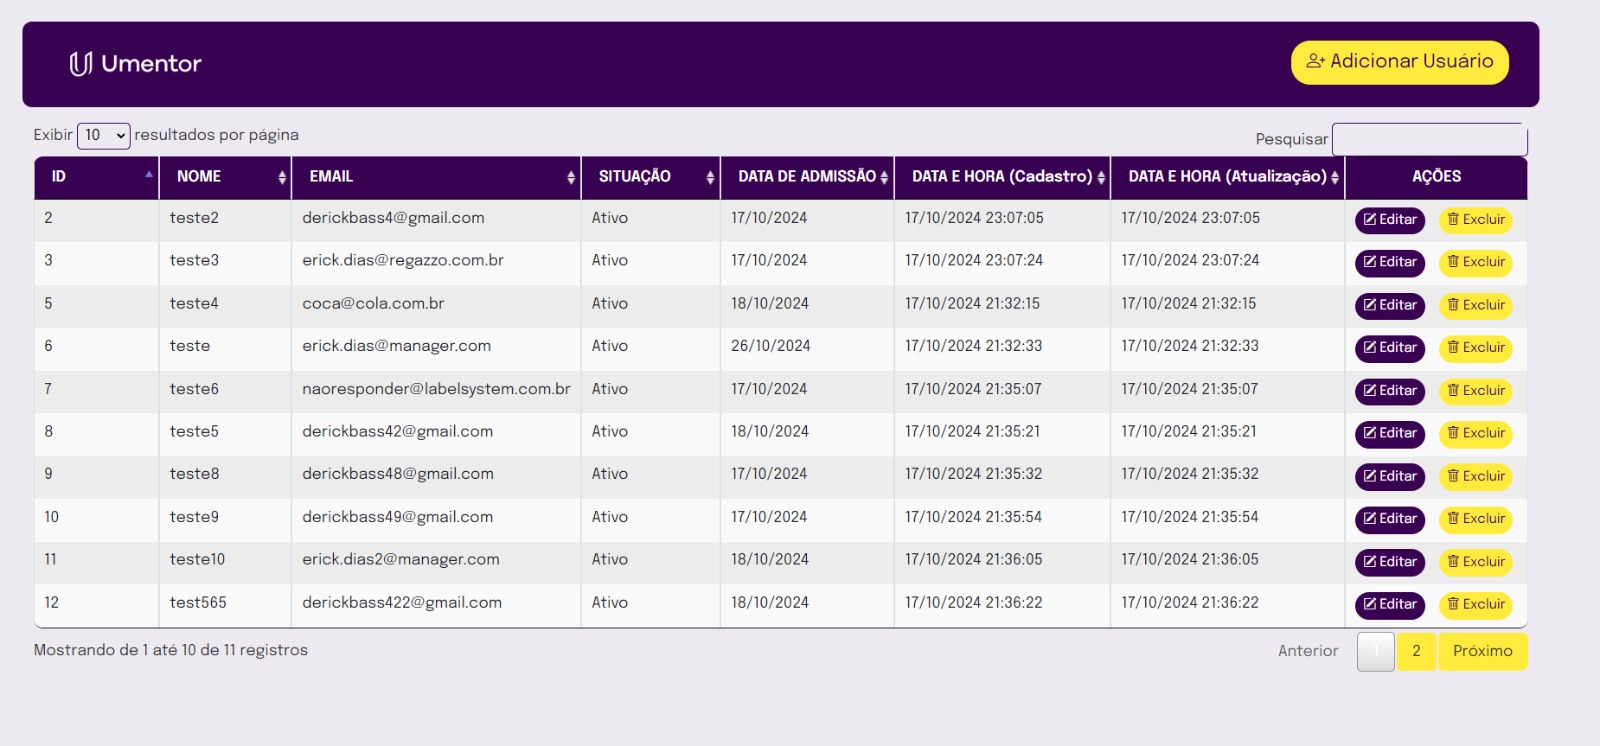 Umentor
Adicionar Usuário
Exibir 10 resultados por página
Pesquisar
ID NOME EMAIL SITUAÇÃO DATA DE ADMISSÃO DATA E HORA (Cadastro) DATA E HORA (Atualização) AÇÕES
2 teste2 derickbass4@gmail.com Ativo 17/10/2024 17/10/2024 23:07:05 17/10/2024 23:07:05 Editar Excluir
3 teste3 erick.dias@regazzo.com.br Ativo 17/10/2024 17/10/2024 23:07:24 17/10/2024 23:07:24 Editar Excluir
5 teste4 coca@cola.com.br Ativo 18/10/2024 17/10/2024 21:32:15 17/10/2024 21:32:15 Editar Excluir
6 teste erick.dias@manager.com Ativo 26/10/2024 17/10/2024 21:32:33 17/10/2024 21:32:33 Editar Excluir
7 teste6 naoresponder@labelsystem.com.br Ativo 17/10/2024 17/10/2024 21:35:07 17/10/2024 21:35:07 Editar Excluir
8 teste5 derickbass42@gmail.com Ativo 18/10/2024 17/10/2024 21:35:21 17/10/2024 21:35:21 Editar Excluir
9 teste8 derickbass48@gmail.com Ativo 17/10/2024 17/10/2024 21:35:32 17/10/2024 21:35:32 Editar Excluir
10 teste9 derickbass49@gmail.com Ativo 17/10/2024 17/10/2024 21:35:54 17/10/2024 21:35:54 Editar Excluir
11 teste10 erick.dias2@manager.com Ativo 18/10/2024 17/10/2024 21:36:05 17/10/2024 21:36:05 Editar Excluir
12 test565 derickbass422@gmail.com Ativo 18/10/2024 17/10/2024 21:36:22 17/10/2024 21:36:22 Editar Excluir
Mostrando de 1 até 10 de 11 registros
Anterior 1 2 Próximo